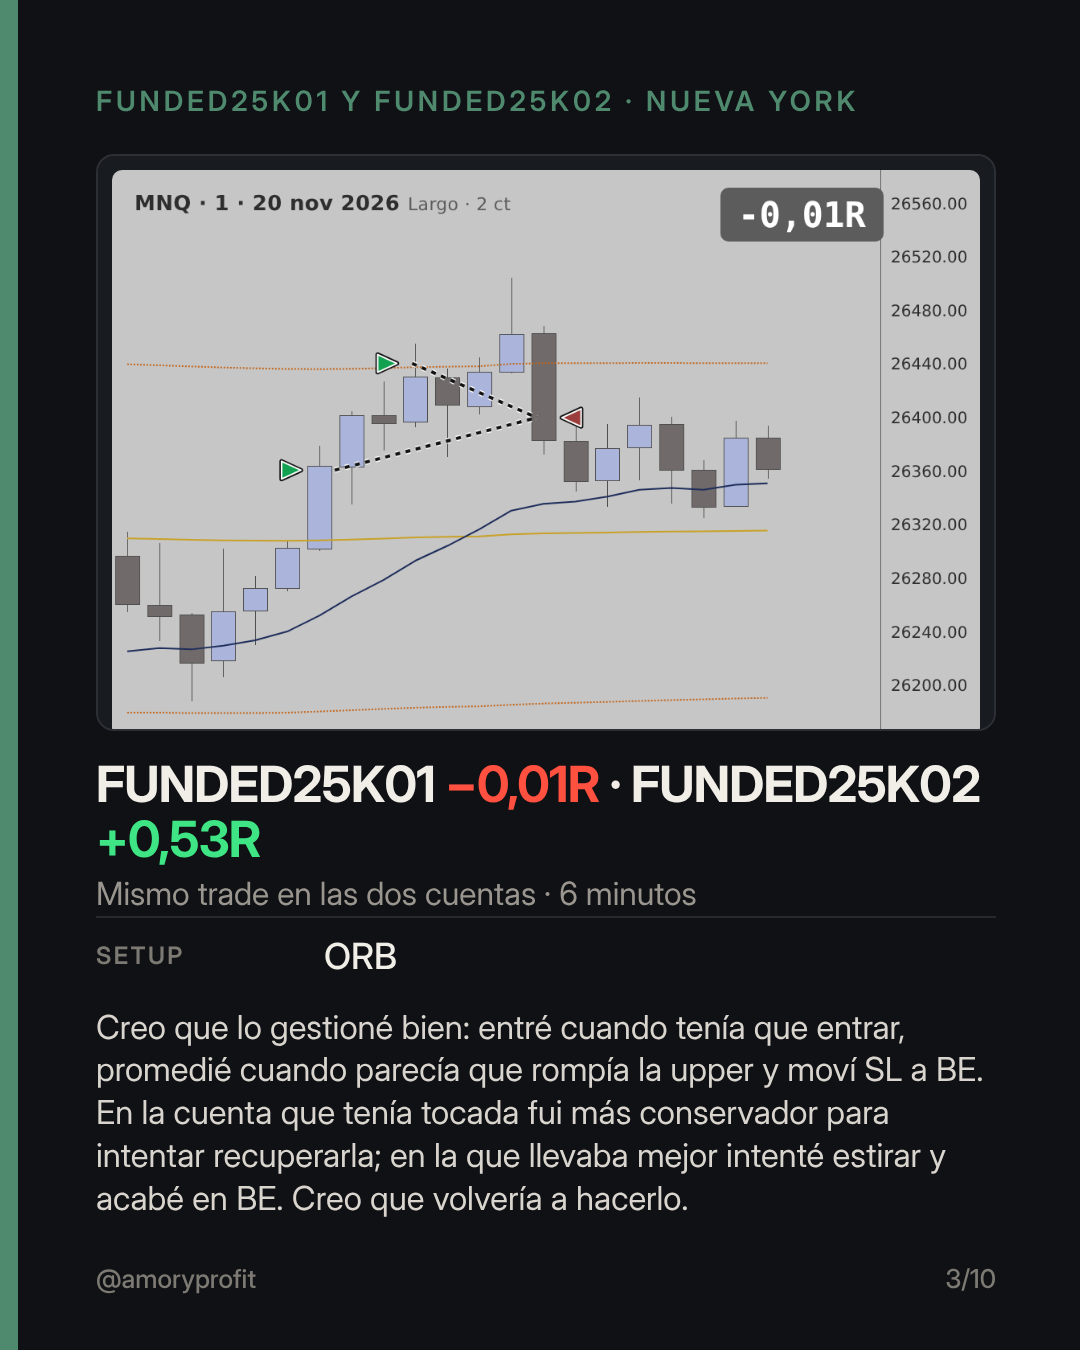 FUNDED25K01 Y FUNDED25K02 · NUEVA YORK
MNQ · 1 · 20 nov 2026 Largo · 2 ct
-0,01R
26560.00
26520.00
26480.00
26440.00
26400.00
26360.00
26320.00
26280.00
26240.00
26200.00
FUNDED25K01 −0,01R · FUNDED25K02
+0,53R
Mismo trade en las dos cuentas · 6 minutos
SETUP ORB
Creo que lo gestioné bien: entré cuando tenía que entrar,
promedié cuando parecía que rompía la upper y moví SL a BE.
En la cuenta que tenía tocada fui más conservador para
intentar recuperarla; en la que llevaba mejor intenté estirar y
acabé en BE. Creo que volvería a hacerlo.
@amoryprofit
3/10